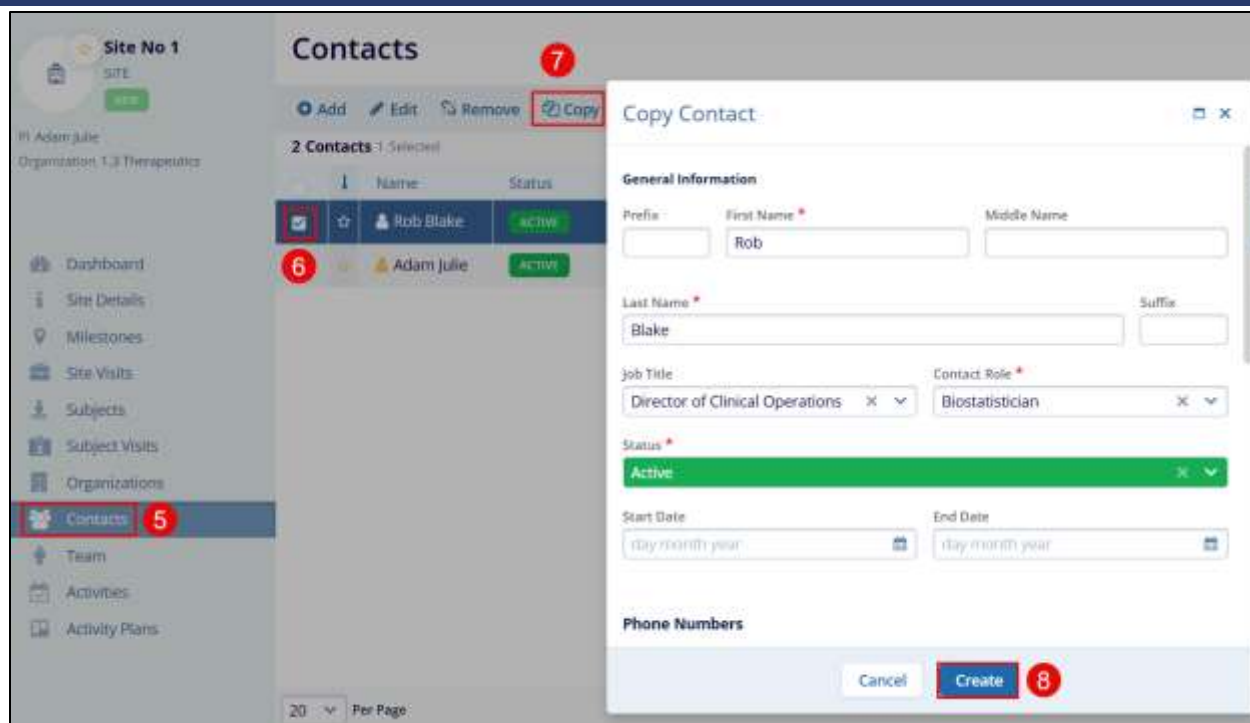 Site No 1
SITE
NEW
PI Adam Julie
Organization 1.3 Therapeutics
Dashboard
Site Details
Milestones
Site Visits
Subjects
Subject Visits
Organizations
Contacts 5
Team
Activities
Activity Plans
Contacts
7
Add Edit Remove Copy
2 Contacts 1 Selected
Name Status
Rob Blake ACTIVE
6 Adam Julie ACTIVE
20 Per Page
Copy Contact
General Information
Prefix First Name * Middle Name
Rob
Last Name * Suffix
Blake
Job Title Contact Role *
Director of Clinical Operations Biostatistician
Status *
Active
Start Date End Date
day month year day month year
Phone Numbers
Cancel Create 8